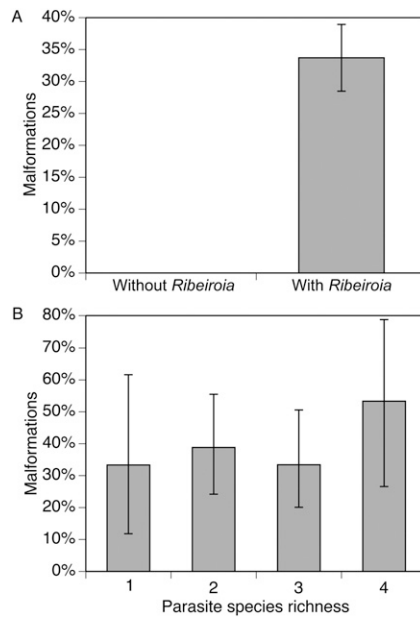 A
40%
35%
30%
25%
20%
15%
10%
5%
0%
Malformations
Without Ribeiroia With Ribeiroia
B
80%
70%
60%
50%
40%
30%
20%
10%
0%
Malformations
1 2 3 4
Parasite species richness